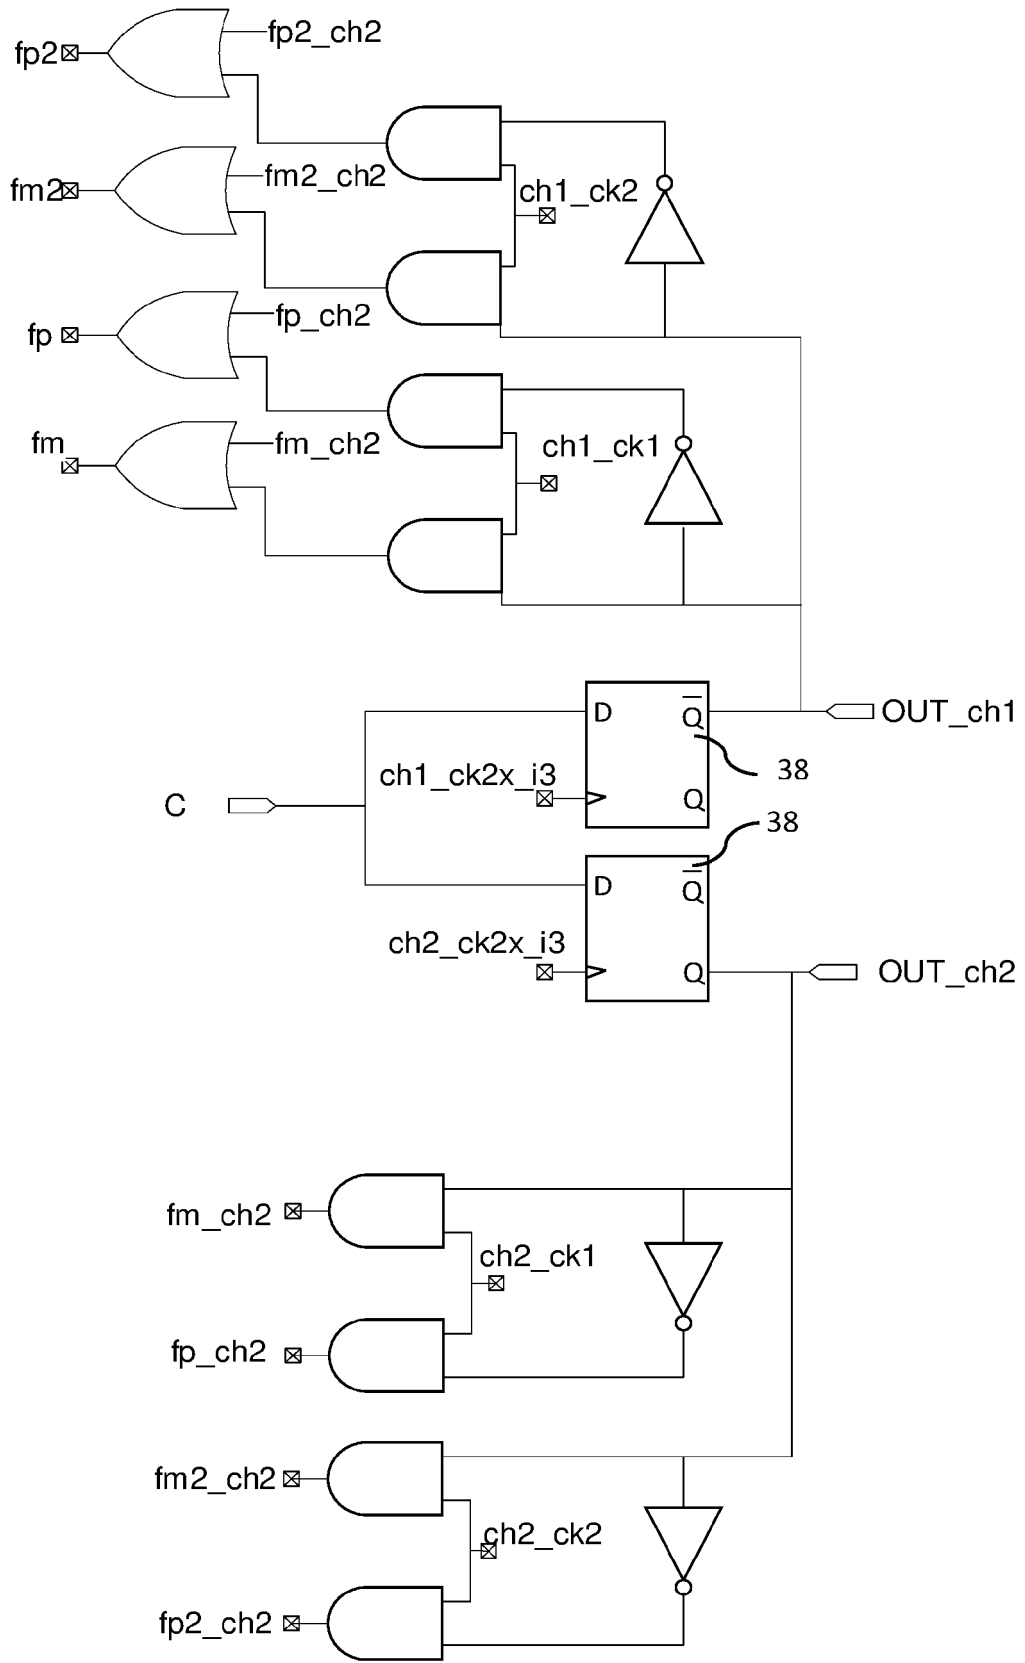 fp2
fp2_ch2
fm2
fm2_ch2
ch1_ck2
fp
fp_ch2
fm
fm_ch2
ch1_ck1
D
Q
OUT_ch1
ch1_ck2x_i3
38
C
Q
38
D
Q
ch2_ck2x_i3
Q
OUT_ch2
fm_ch2
ch2_ck1
fp_ch2
fm2_ch2
ch2_ck2
fp2_ch2